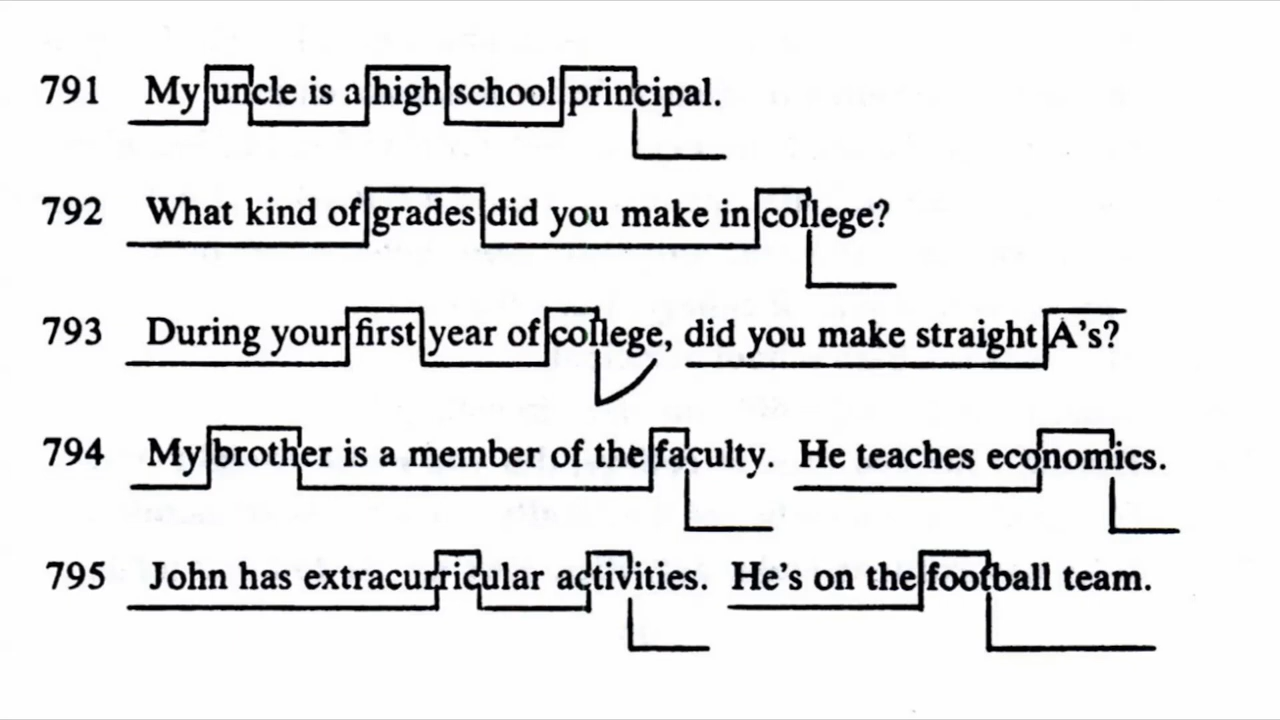 791 My uncle is a high school principal.
792 What kind of grades did you make in college?
793 During your first year of college, did you make straight A's?
794 My brother is a member of the faculty. He teaches economics.
795 John has extracurricular activities. He's on the football team.